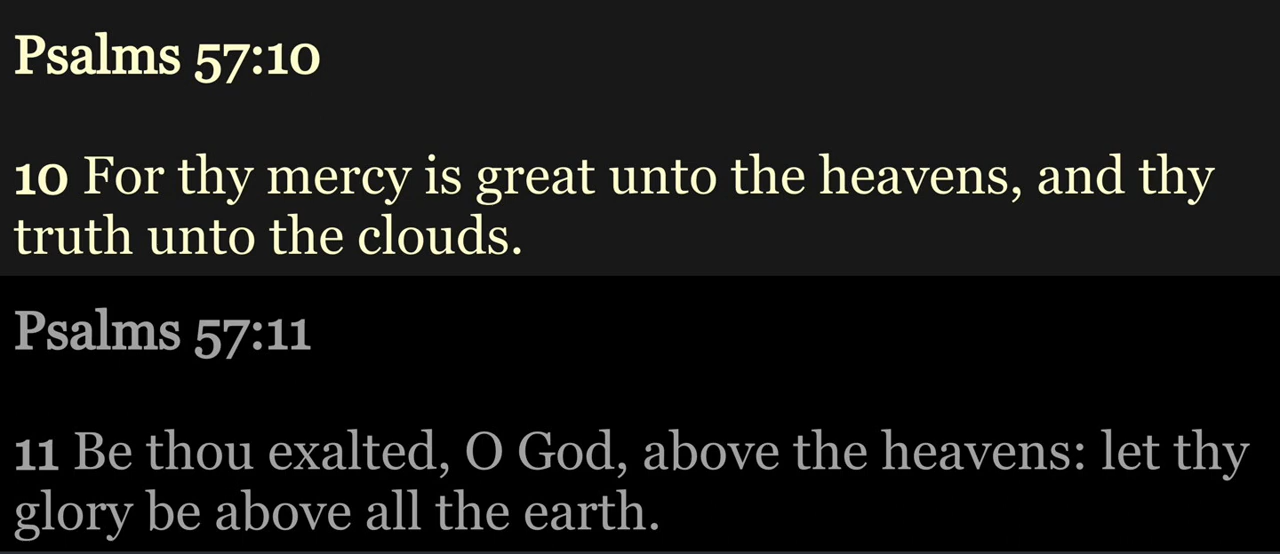 Psalms 57:10
10 For thy mercy is great unto the heavens, and thy
truth unto the clouds.
Psalms 57:11
11 Be thou exalted, O God, above the heavens: let thy
glory be above all the earth.